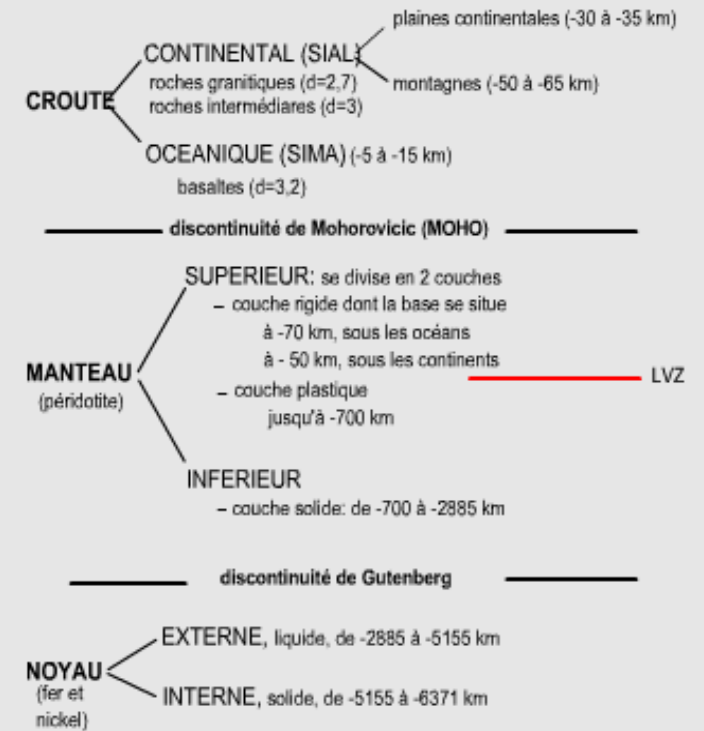 plaines continentales (-30 à -35 km)
CONTINENTAL (SIAL)
roches granitiques (d=2,7)
montagnes (-50 à -65 km)
CROUTE
roches intermédiares (d=3)
OCEANIQUE (SIMA) (-5 à -15 km)
basaltes (d=3,2)
discontinuité de Mohorovicic (MOHO)
SUPERIEUR: se divise en 2 couches
– couche rigide dont la base se situe
à -70 km, sous les océans
à - 50 km, sous les continents
MANTEAU
LVZ
(péridotite)
– couche plastique
jusqu'à -700 km
INFERIEUR
– couche solide: de -700 à -2885 km
discontinuité de Gutenberg
EXTERNE, liquide, de -2885 à -5155 km
NOYAU
(fer et
nickel)
INTERNE, solide, de -5155 à -6371 km